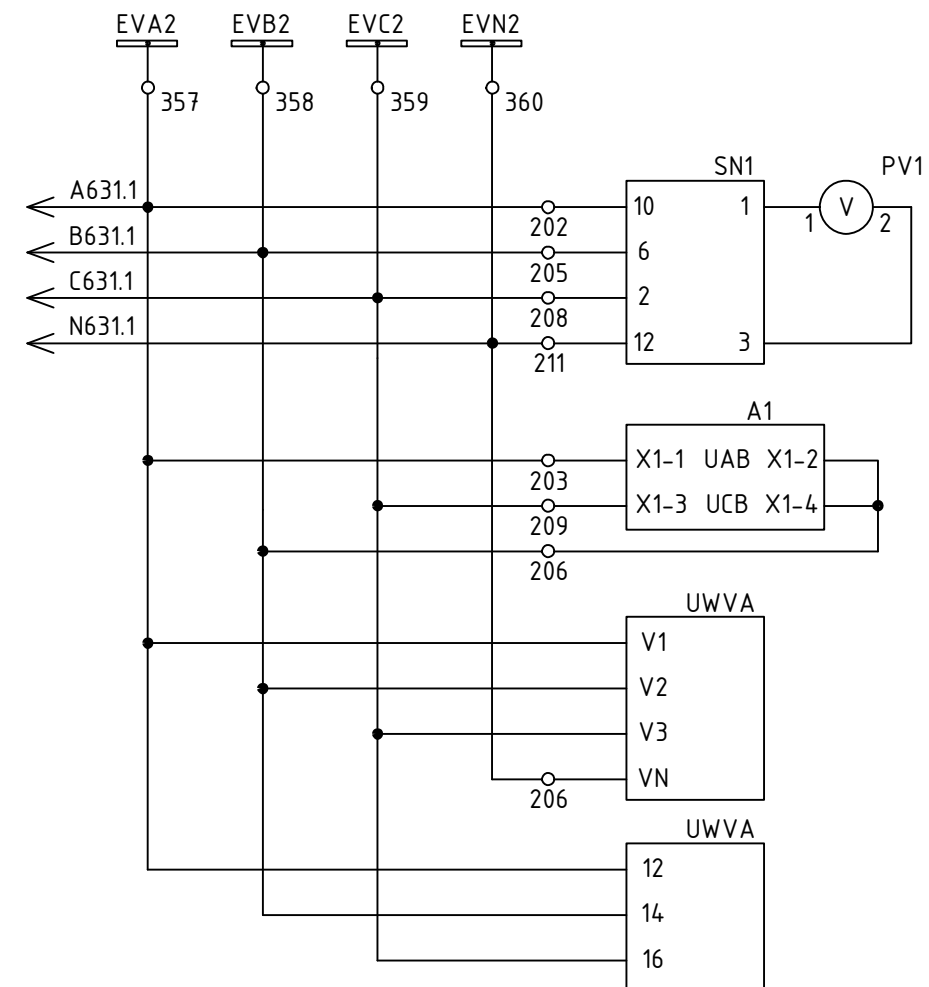 EVA2 EVB2 EVC2 EVN2
357 358 359 360
SN1 PV1
A631.1 10 1 V
202 1 2
B631.1 6
205
C631.1 2
208
N631.1 12 3
211
A1
X1-1 UAB X1-2
203
X1-3 UCB X1-4
209
206
UWVA
V1
V2
V3
VN
206
UWVA
12
14
16